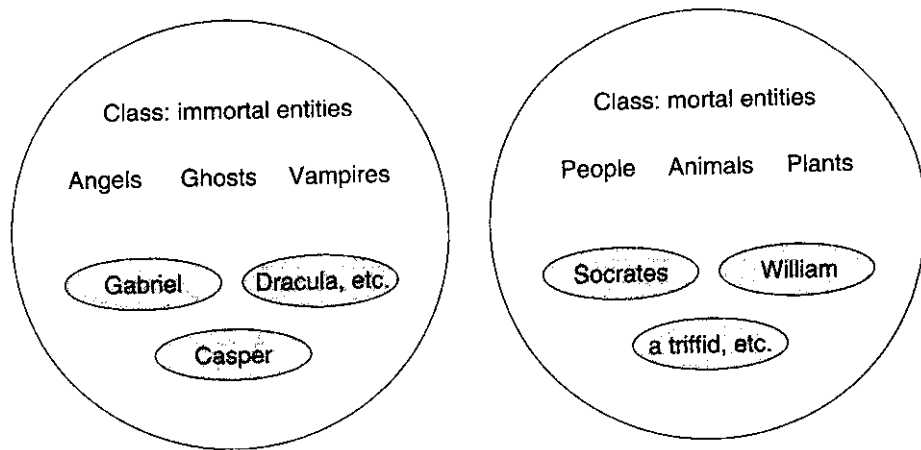 Class: immortal entities
Angels Ghosts Vampires
Gabriel
Dracula, etc.
Casper
Class: mortal entities
People Animals Plants
Socrates
William
a triffid, etc.